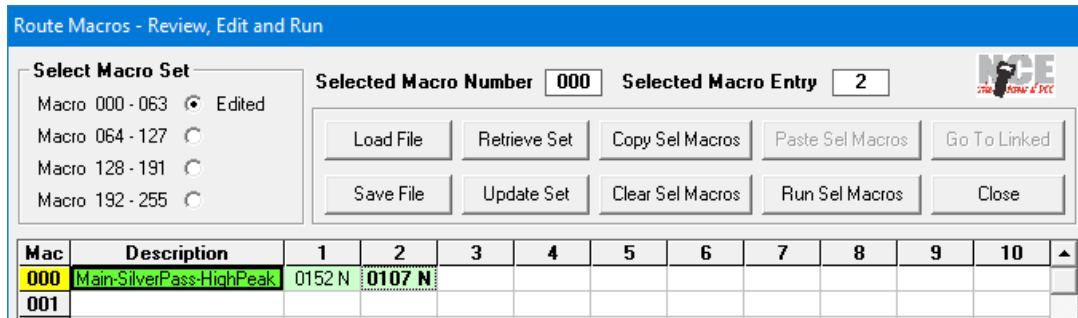 Route Macros - Review, Edit and Run
Select Macro Set
Macro 000 - 063 Edited
Macro 064 - 127
Macro 128 - 191
Macro 192 - 255
Selected Macro Number 000 Selected Macro Entry 2
NCE
Load File Retrieve Set Copy Sel Macros Paste Sel Macros Go To Linked
Save File Update Set Clear Sel Macros Run Sel Macros Close
Mac Description 1 2 3 4 5 6 7 8 9 10
000 Main-SilverPass-HighPeak 0152 N 0107 N
001